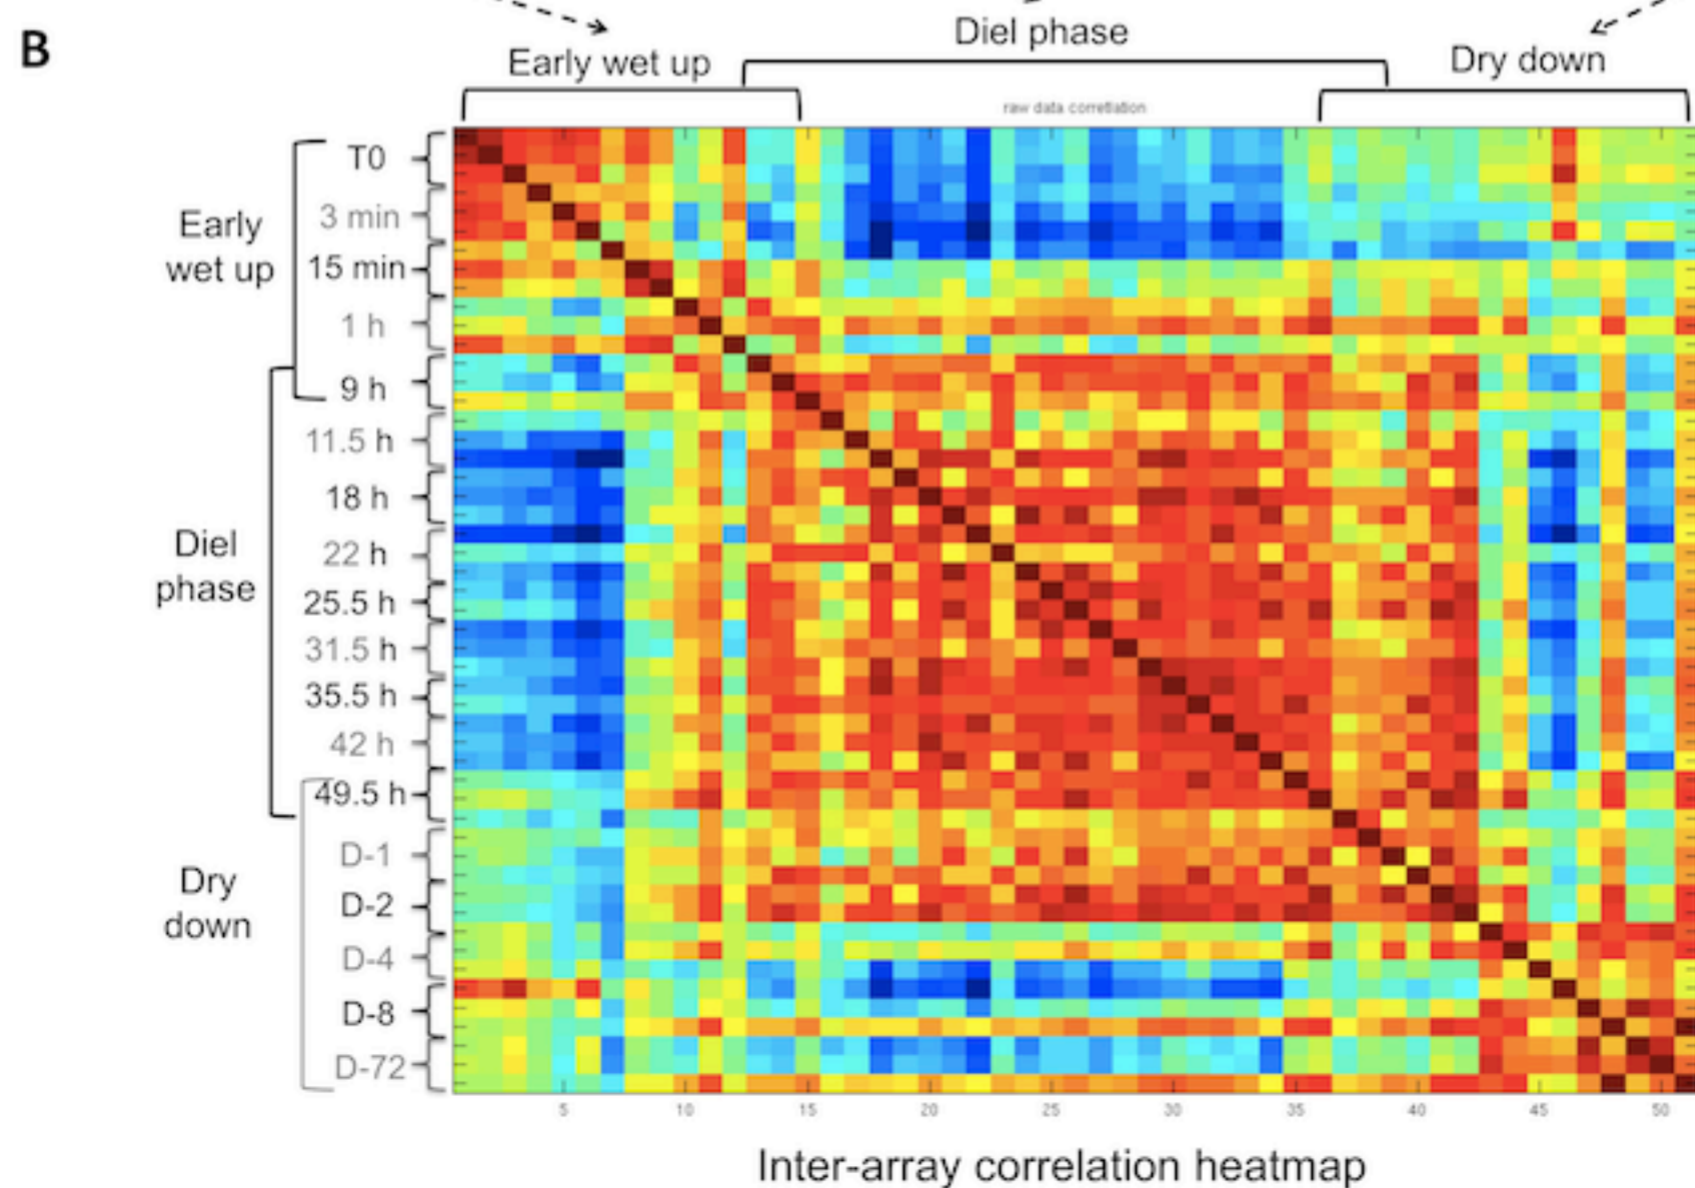 B
Diel phase
Early wet up
Dry down
raw data corretlation
T0
3 min
Early
wet up
15 min
1 h
9 h
11.5 h
18 h
Diel
phase
22 h
25.5 h
31.5 h
35.5 h
42 h
49.5 h
D-1
Dry
down
D-2
D-4
D-8
D-72
5 10 15 20 25 30 35 40 45 50
Inter-array correlation heatmap